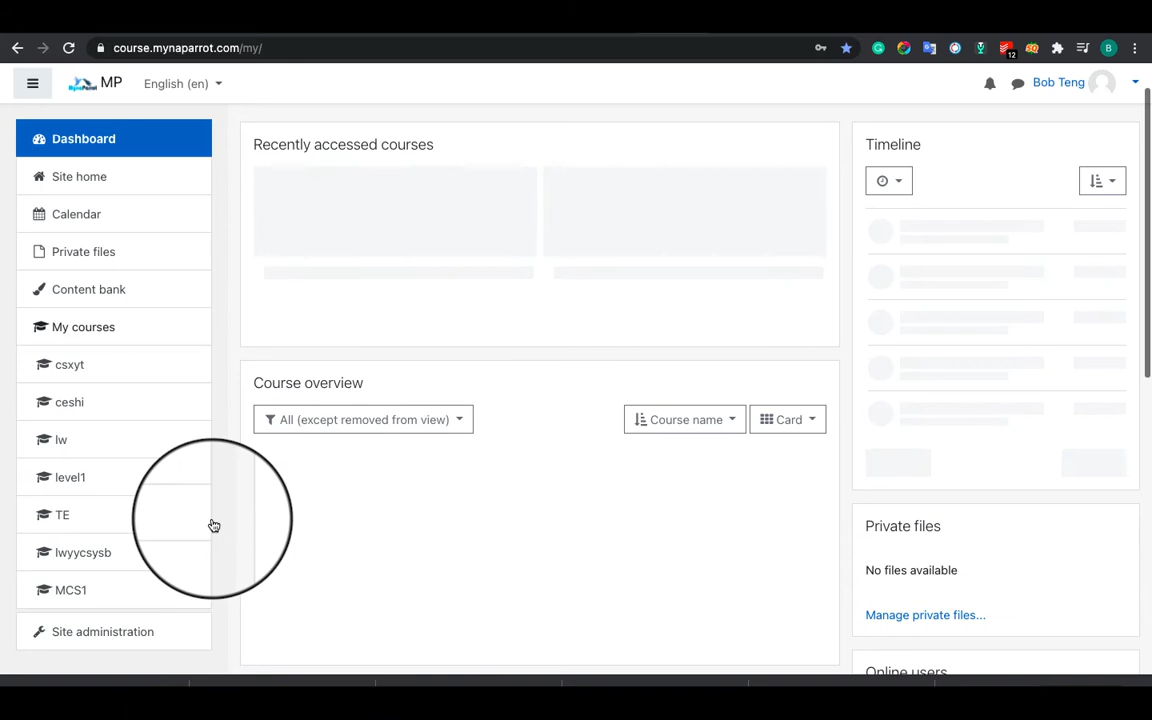 course.mynaparrot.com/my/
12
B
MP
English (en)
Bob Teng
Dashboard
Site home
Calendar
Private files
Content bank
My courses
csxyt
ceshi
lw
level1
TE
lwyycsysb
MCS1
Site administration
Recently accessed courses
Course overview
All (except removed from view)
Course name
Card
Timeline
Private files
No files available
Manage private files...
Online users